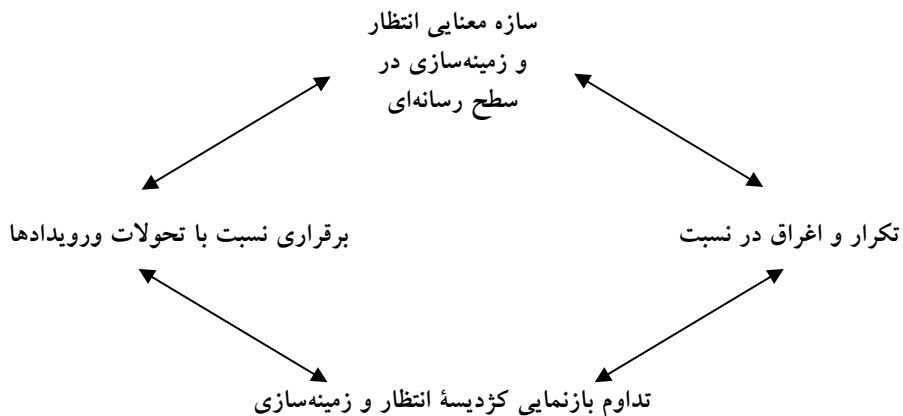 سازه معنایی انتظار
و زمینه‌سازی در
سطح رسانه‌ای
تکرار و اغراق در نسبت
برقراری نسبت با تحولات ورویدادها
تداوم بازنمایی کژدیسهٔ انتظار و زمینه‌سازی